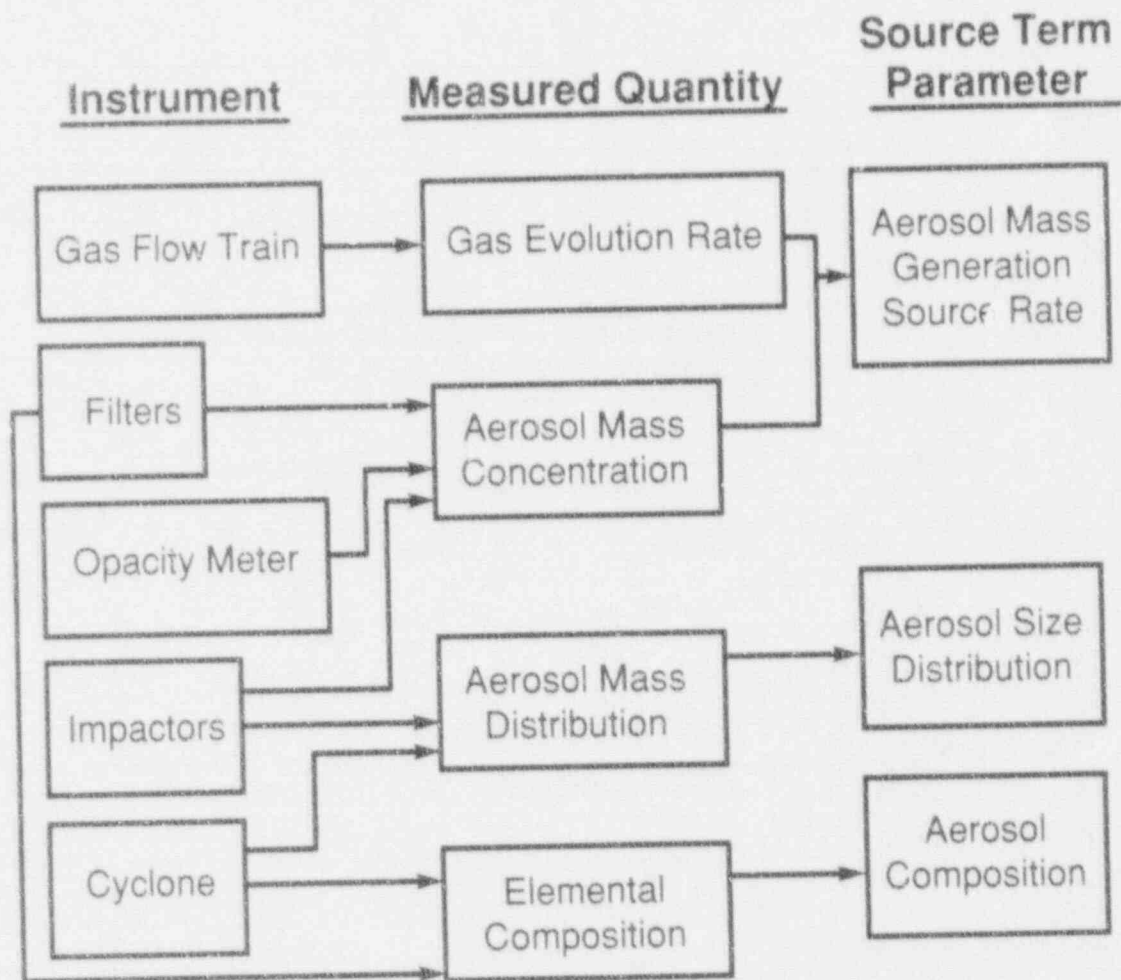 Source Term
Parameter
Instrument
Measured Quantity
Gas Flow Train
Gas Evolution Rate
Aerosol Mass
Generation
Source Rate
Filters
Aerosol Mass
Concentration
Opacity Meter
Aerosol Size
Distribution
Impactors
Aerosol Mass
Distribution
Cyclone
Elemental
Composition
Aerosol
Composition